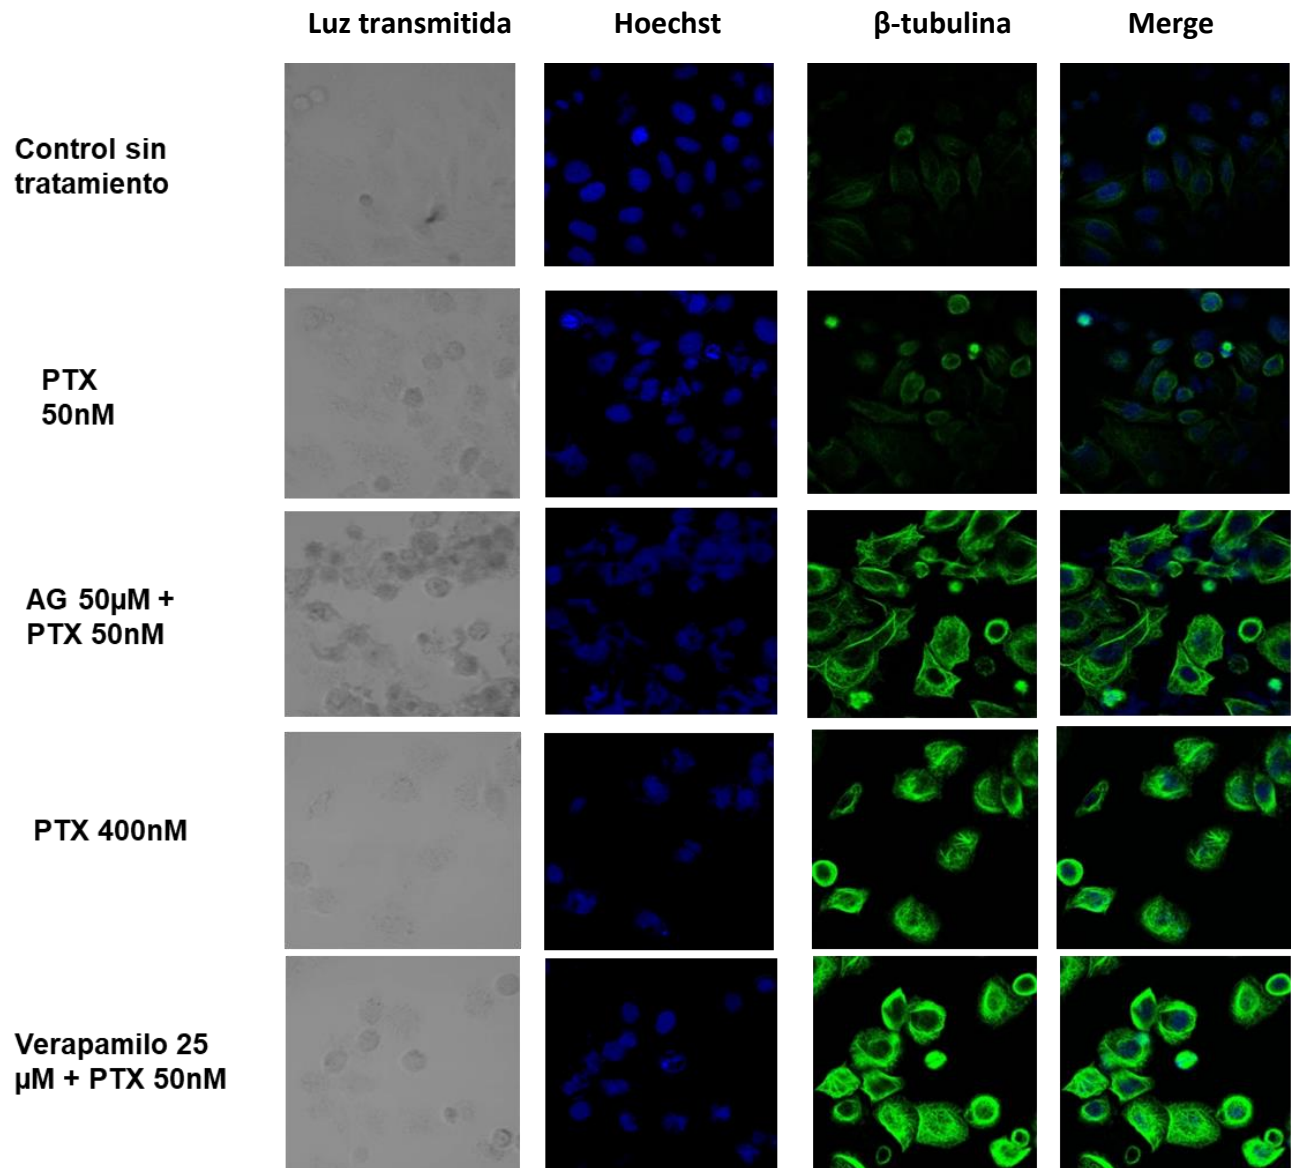 Luz transmitida Hoechst β-tubulina Merge
Control sin
tratamiento
PTX
50nM
AG 50µM +
PTX 50nM
PTX 400nM
Verapamilo 25
µM + PTX 50nM